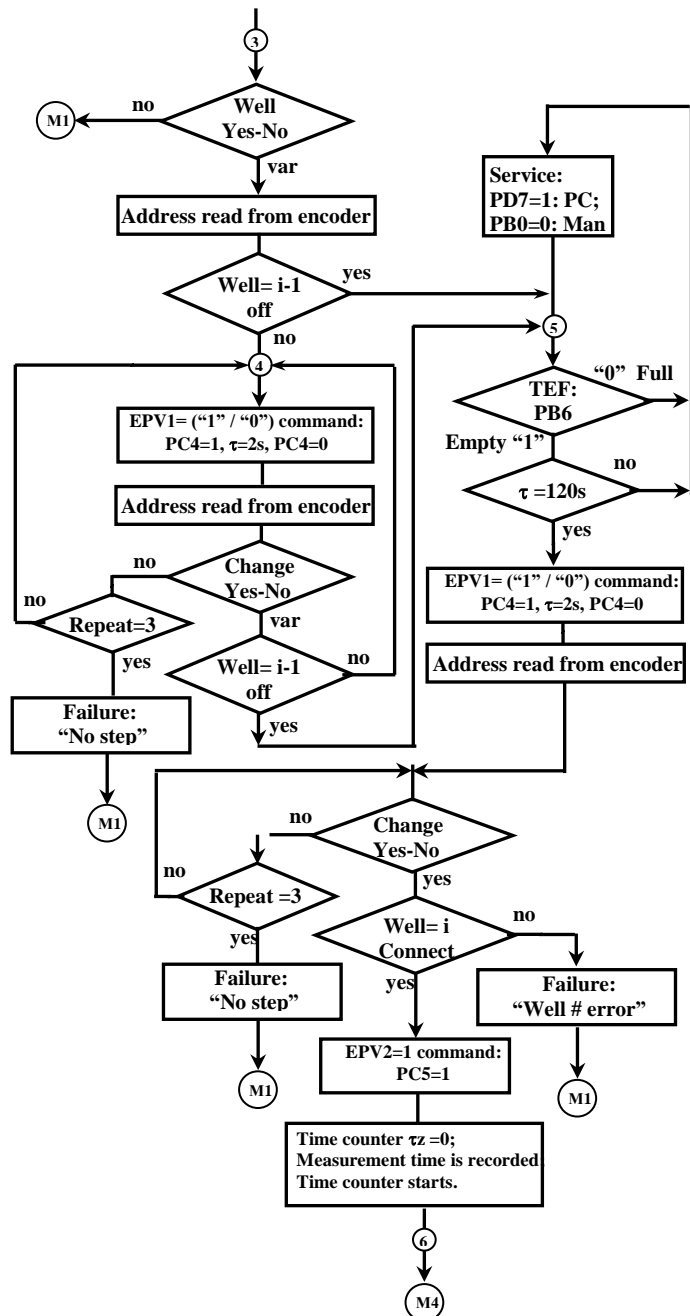 3
no
Well
Yes-No
M1
var
Address read from encoder
Well= i-1
off
yes
no
4
EPV1= (“1” / “0”) command:
PC4=1, τ=2s, PC4=0
Address read from encoder
no
Change
Yes-No
no
Repeat=3
var
yes
Well= i-1
off
no
yes
Failure:
“No step”
M1
Service:
PD7=1: PC;
PB0=0: Man
5
“0” Full
TEF:
PB6
Empty “1”
no
τ =120s
yes
EPV1= (“1” / “0”) command:
PC4=1, τ=2s, PC4=0
Address read from encoder
no
Change
Yes-No
no
Repeat =3
yes
yes
Well= i
Connect
no
Failure:
“No step”
yes
Failure:
“Well # error”
M1
M1
EPV2=1 command:
PC5=1
Time counter τz =0;
Measurement time is recorded
Time counter starts.
6
M4